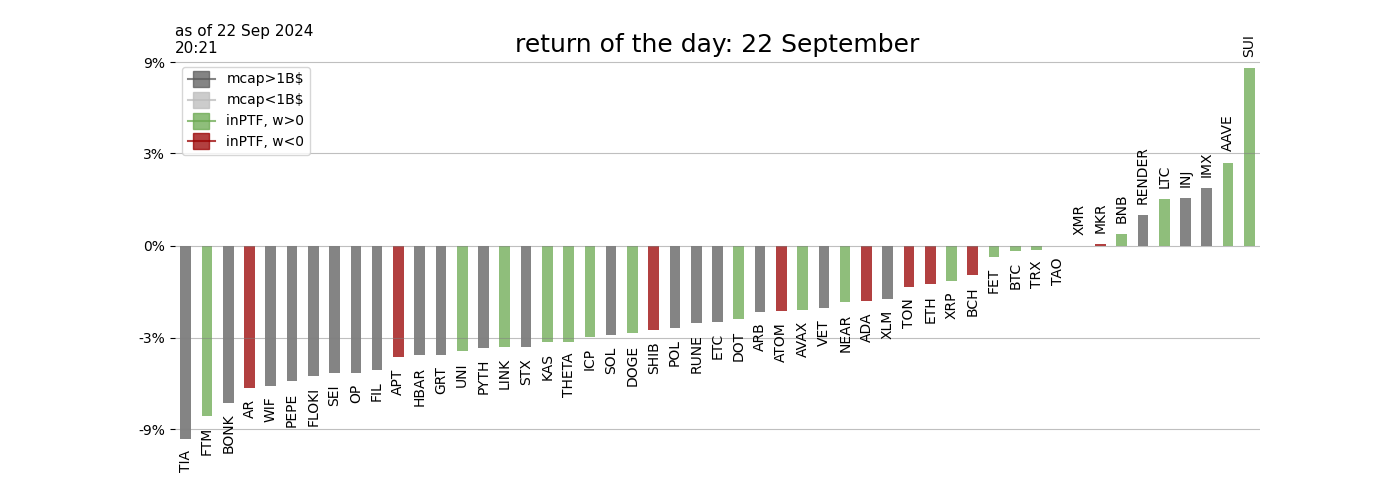 as of 22 Sep 2024
20:21
return of the day: 22 September
9%
3%
0%
-3%
-9%
mcap>1B$
mcap<1B$
inPTF, w>0
inPTF, w<0
TIA
FTM
BONK
AR
WIF
PEPE
FLOKI
SEI
OP
FIL
APT
HBAR
GRT
UNI
PYTH
LINK
STX
KAS
THETA
ICP
SOL
DOGE
SHIB
POL
RUNE
ETC
DOT
ARB
ATOM
AVAX
VET
NEAR
ADA
XLM
TON
ETH
XRP
BCH
FET
BTC
TRX
TAO
XMR
MKR
BNB
RENDER
LTC
INJ
IMX
AAVE
SUI